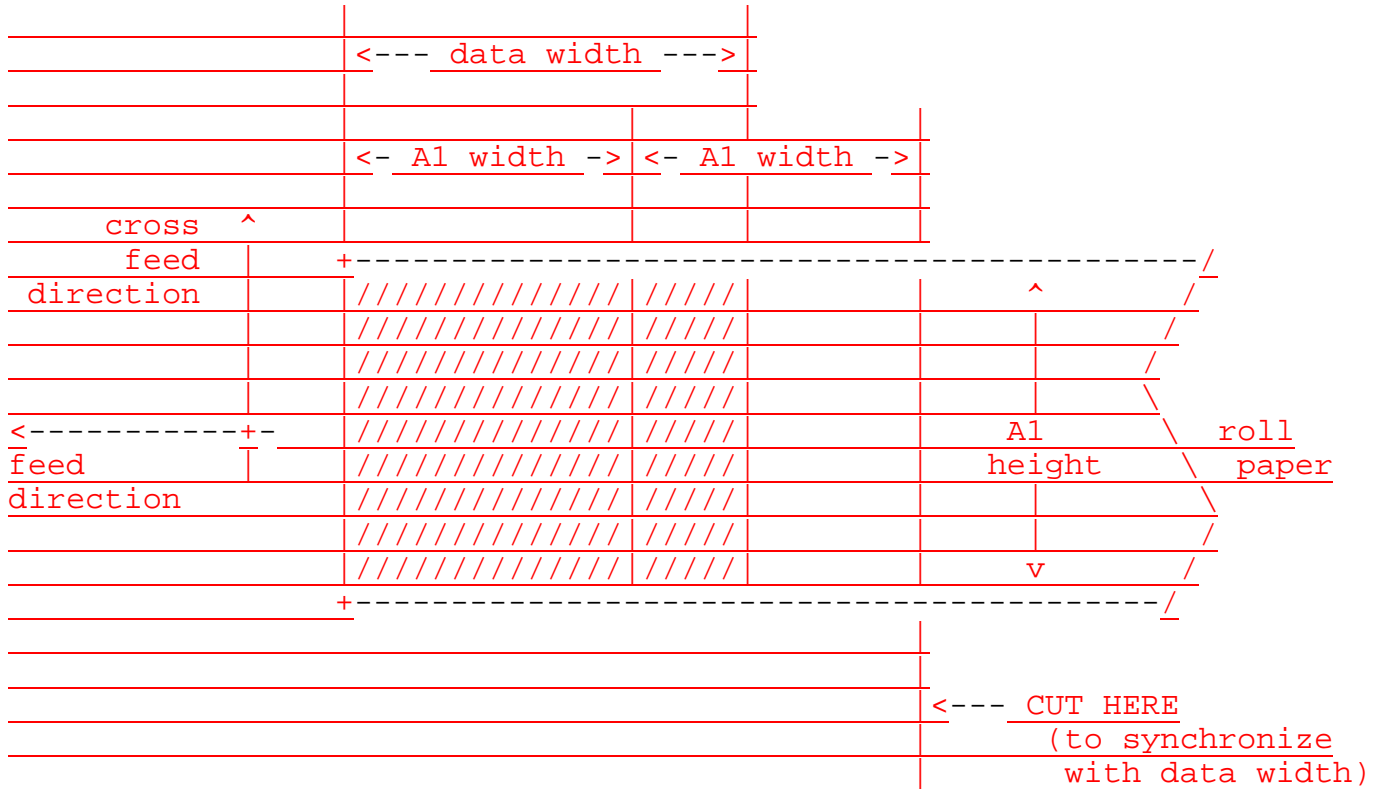 <--- data width --->
<- A1 width -> <- A1 width ->
cross ^
feed
direction ^
<-----------+- A1 roll
feed height paper
direction
v
<--- CUT HERE
(to synchronize
with data width)